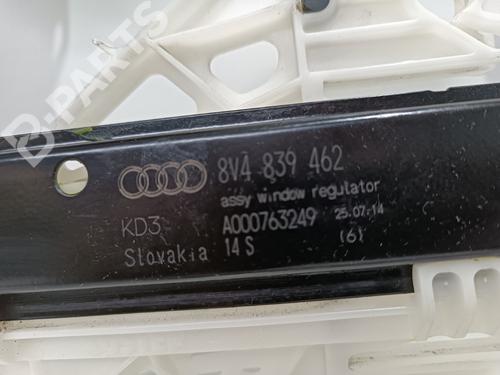 B-PARTS
8V4 839 462
assy window regulator
KD3 A000763249 25.07.14
Slovakia 14 S (6)